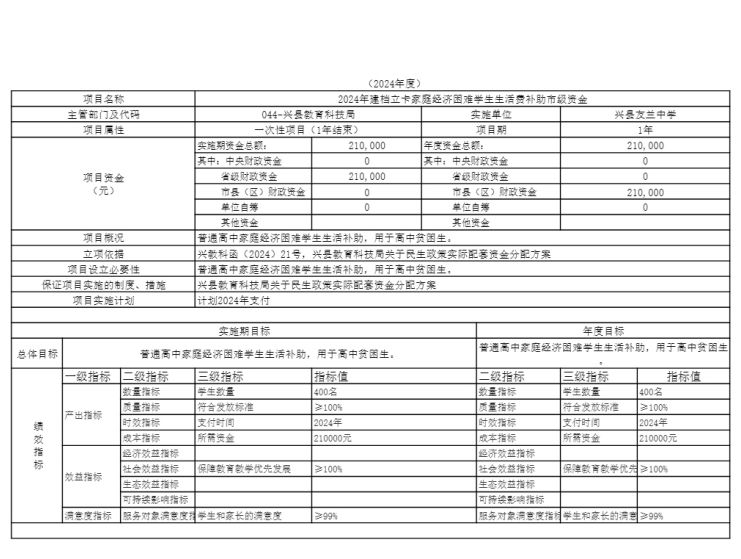 （2024年度）
项目名称 2024年建档立卡家庭经济困难学生生活费补助市级资金
主管部门及代码 044-兴县教育科技局 实施单位 兴县友兰中学
项目属性 一次性项目（1年结束） 项目期 1年
项目资金（元） 实施期资金总额： 210,000 年度资金总额： 210,000
其中：中央财政资金 0 其中：中央财政资金 0
省级财政资金 210,000 省级财政资金 0
市县（区）财政资金 0 市县（区）财政资金 210,000
单位自筹 0 单位自筹 0
其他资金 其他资金
项目概况 普通高中家庭经济困难学生生活补助，用于高中贫困生。
立项依据 兴教科函（2024）21号，兴县教育科技局关于民生政策实际配套资金分配方案
项目设立必要性 普通高中家庭经济困难学生生活补助，用于高中贫困生。
保证项目实施的制度、措施 兴县教育科技局关于民生政策实际配套资金分配方案
项目实施计划 计划2024年支付
实施期目标 年度目标
总体目标 普通高中家庭经济困难学生生活补助，用于高中贫困生。 普通高中家庭经济困难学生生活补助，用于高中贫困生。
绩效指标 一级指标 二级指标 三级指标 指标值 二级指标 三级指标 指标值
产出指标 数量指标 学生数量 400名 数量指标 学生数量 400名
质量指标 符合发放标准 ≥100% 质量指标 符合发放标准 ≥100%
时效指标 支付时间 2024年 时效指标 支付时间 2024年
成本指标 所需资金 210000元 成本指标 所需资金 210000元
效益指标 经济效益指标 经济效益指标
社会效益指标 保障教育教学优先发展 ≥100% 社会效益指标 保障教育教学优先 ≥100%
生态效益指标 生态效益指标
可持续影响指标 可持续影响指标
满意度指标 服务对象满意度指 学生和家长的满意度 ≥99% 服务对象满意度指标 学生和家长的满意 ≥99%